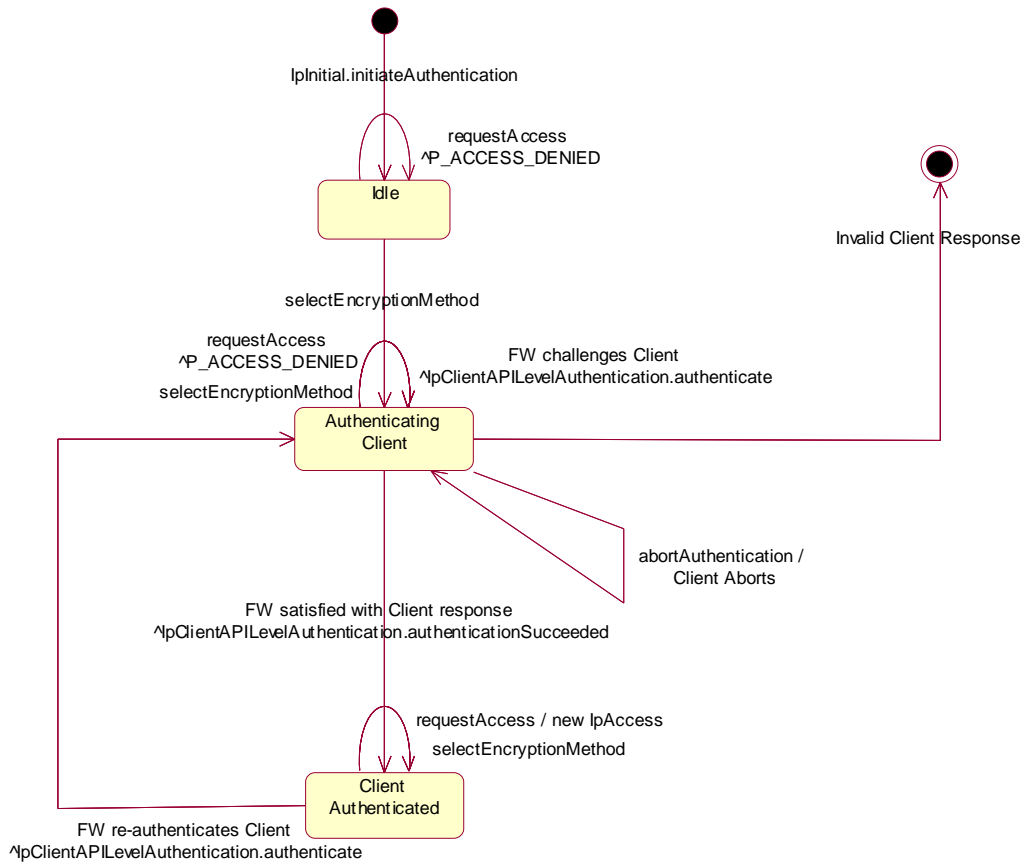 IpInitial.initiateAuthentication
requestAccess
^P_ACCESS_DENIED
Idle
Invalid Client Response
selectEncryptionMethod
requestAccess
^P_ACCESS_DENIED
selectEncryptionMethod
FW challenges Client
^IpClientAPILevelAuthentication.authenticate
Authenticating
Client
abortAuthentication /
Client Aborts
FW satisfied with Client response
^IpClientAPILevelAuthentication.authenticationSucceeded
requestAccess / new IpAccess
selectEncryptionMethod
Client
Authenticated
FW re-authenticates Client
^IpClientAPILevelAuthentication.authenticate